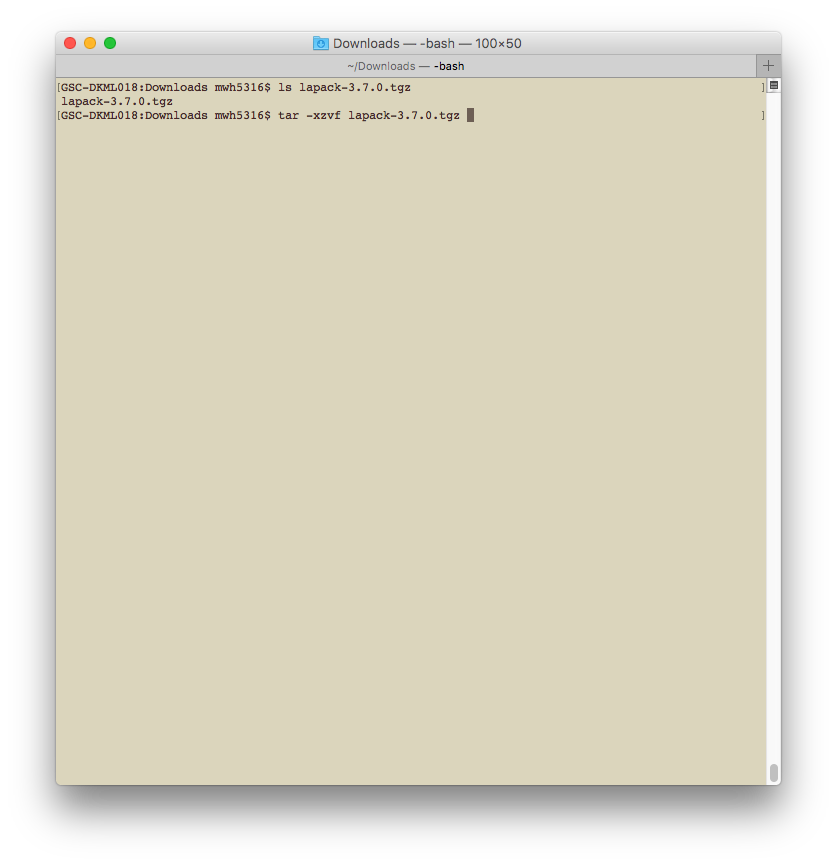 Downloads — -bash — 100×50
~/Downloads — -bash
[GSC-DKML018:Downloads mwh5316$ ls lapack-3.7.0.tgz ]
lapack-3.7.0.tgz
[GSC-DKML018:Downloads mwh5316$ tar -xzvf lapack-3.7.0.tgz ]